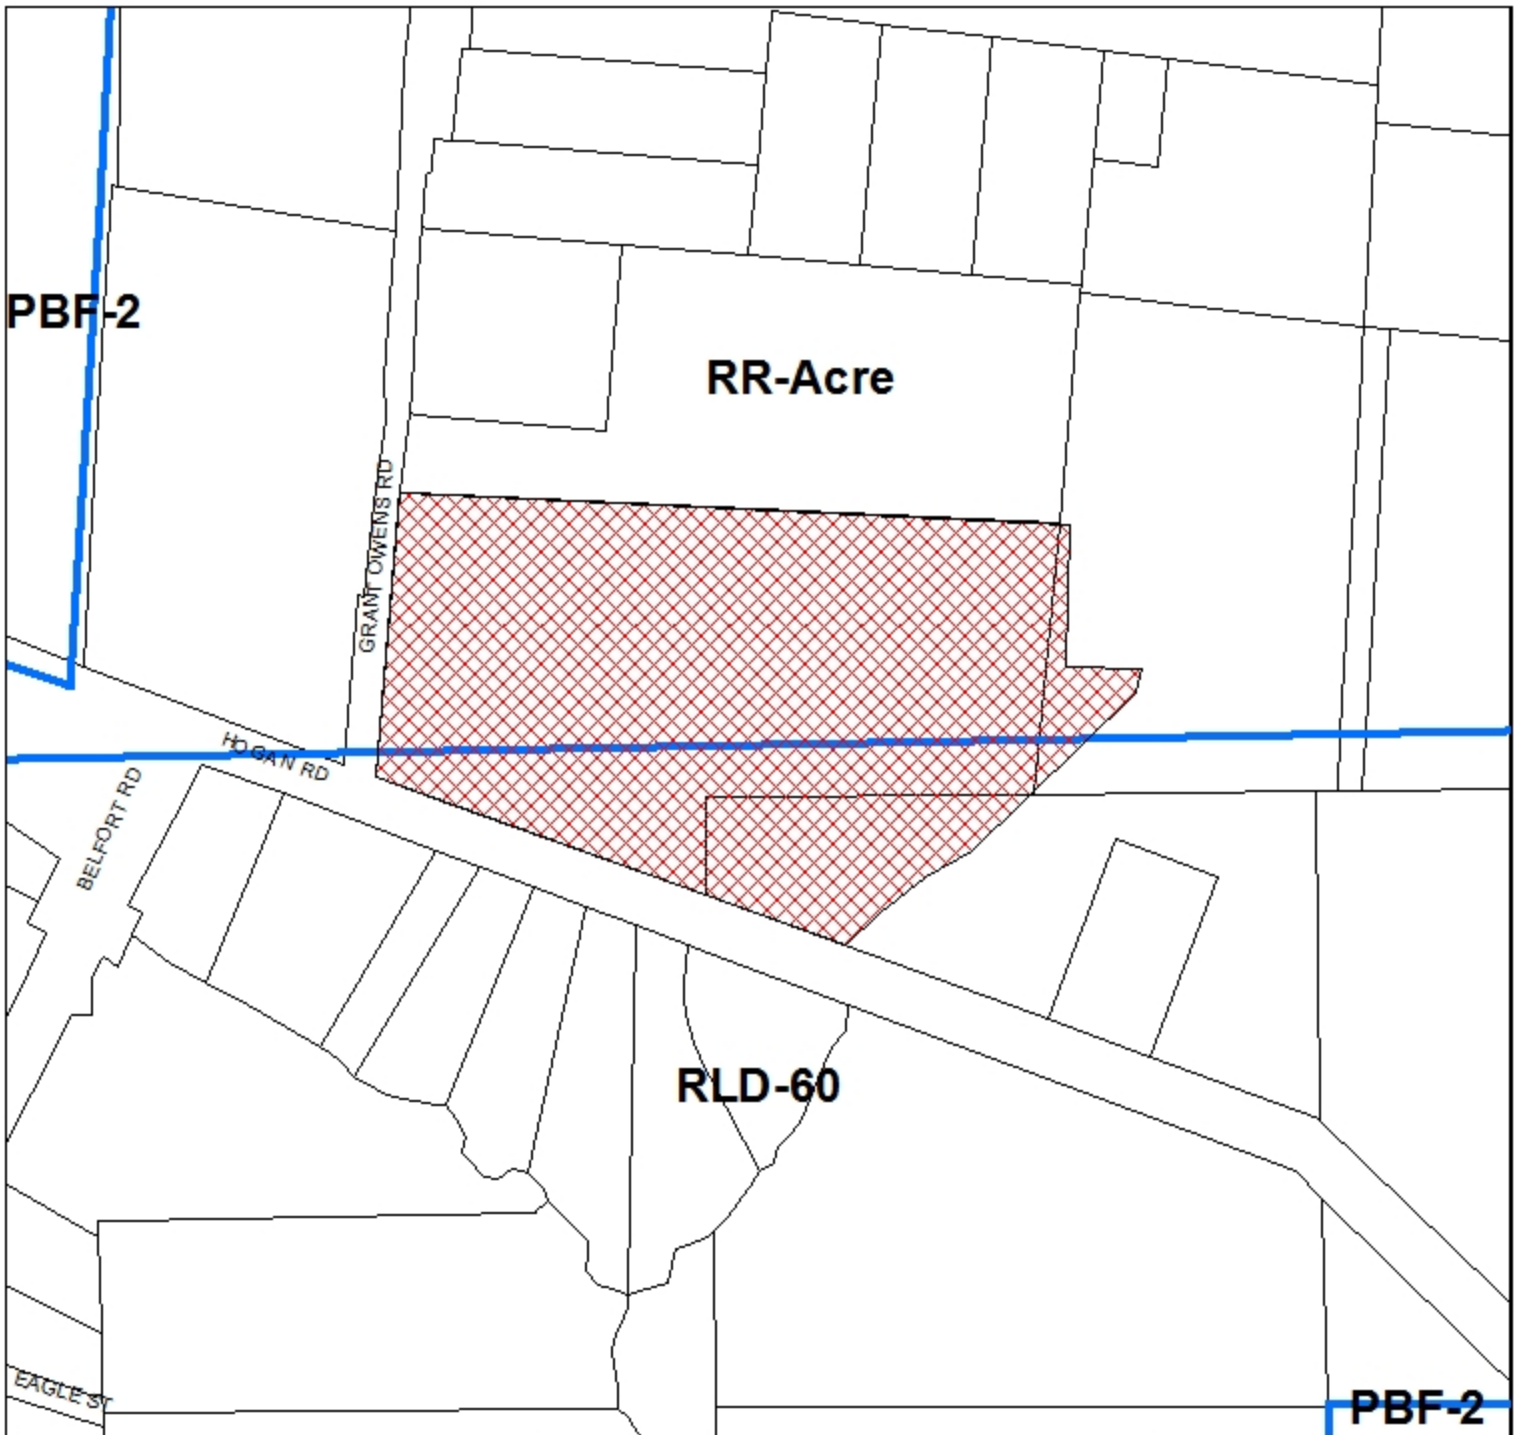 PBF-2
RR-Acre
GRANT OWENS RD
HOGAN RD
BELFORT RD
RLD-60
EAGLE ST
PBF-2